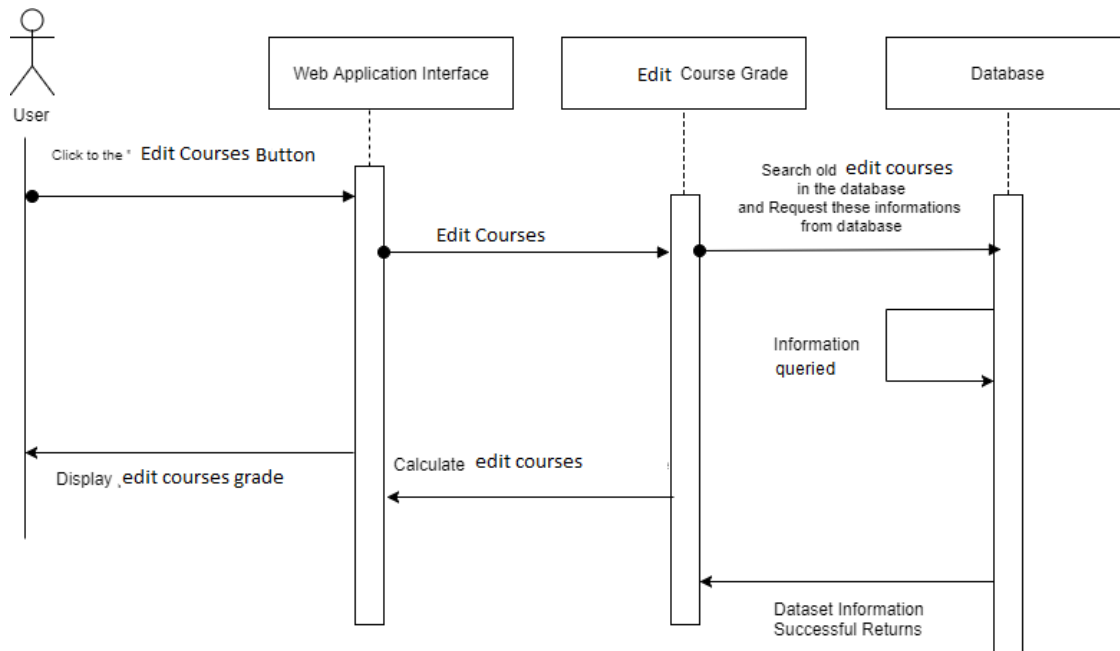 User
Web Application Interface
Edit Course Grade
Database
Click to the " Edit Courses Button
Edit Courses
Search old edit courses
in the database
and Request these informations
from database
Information
queried
Calculate edit courses
Display edit courses grade
Dataset Information
Successful Returns